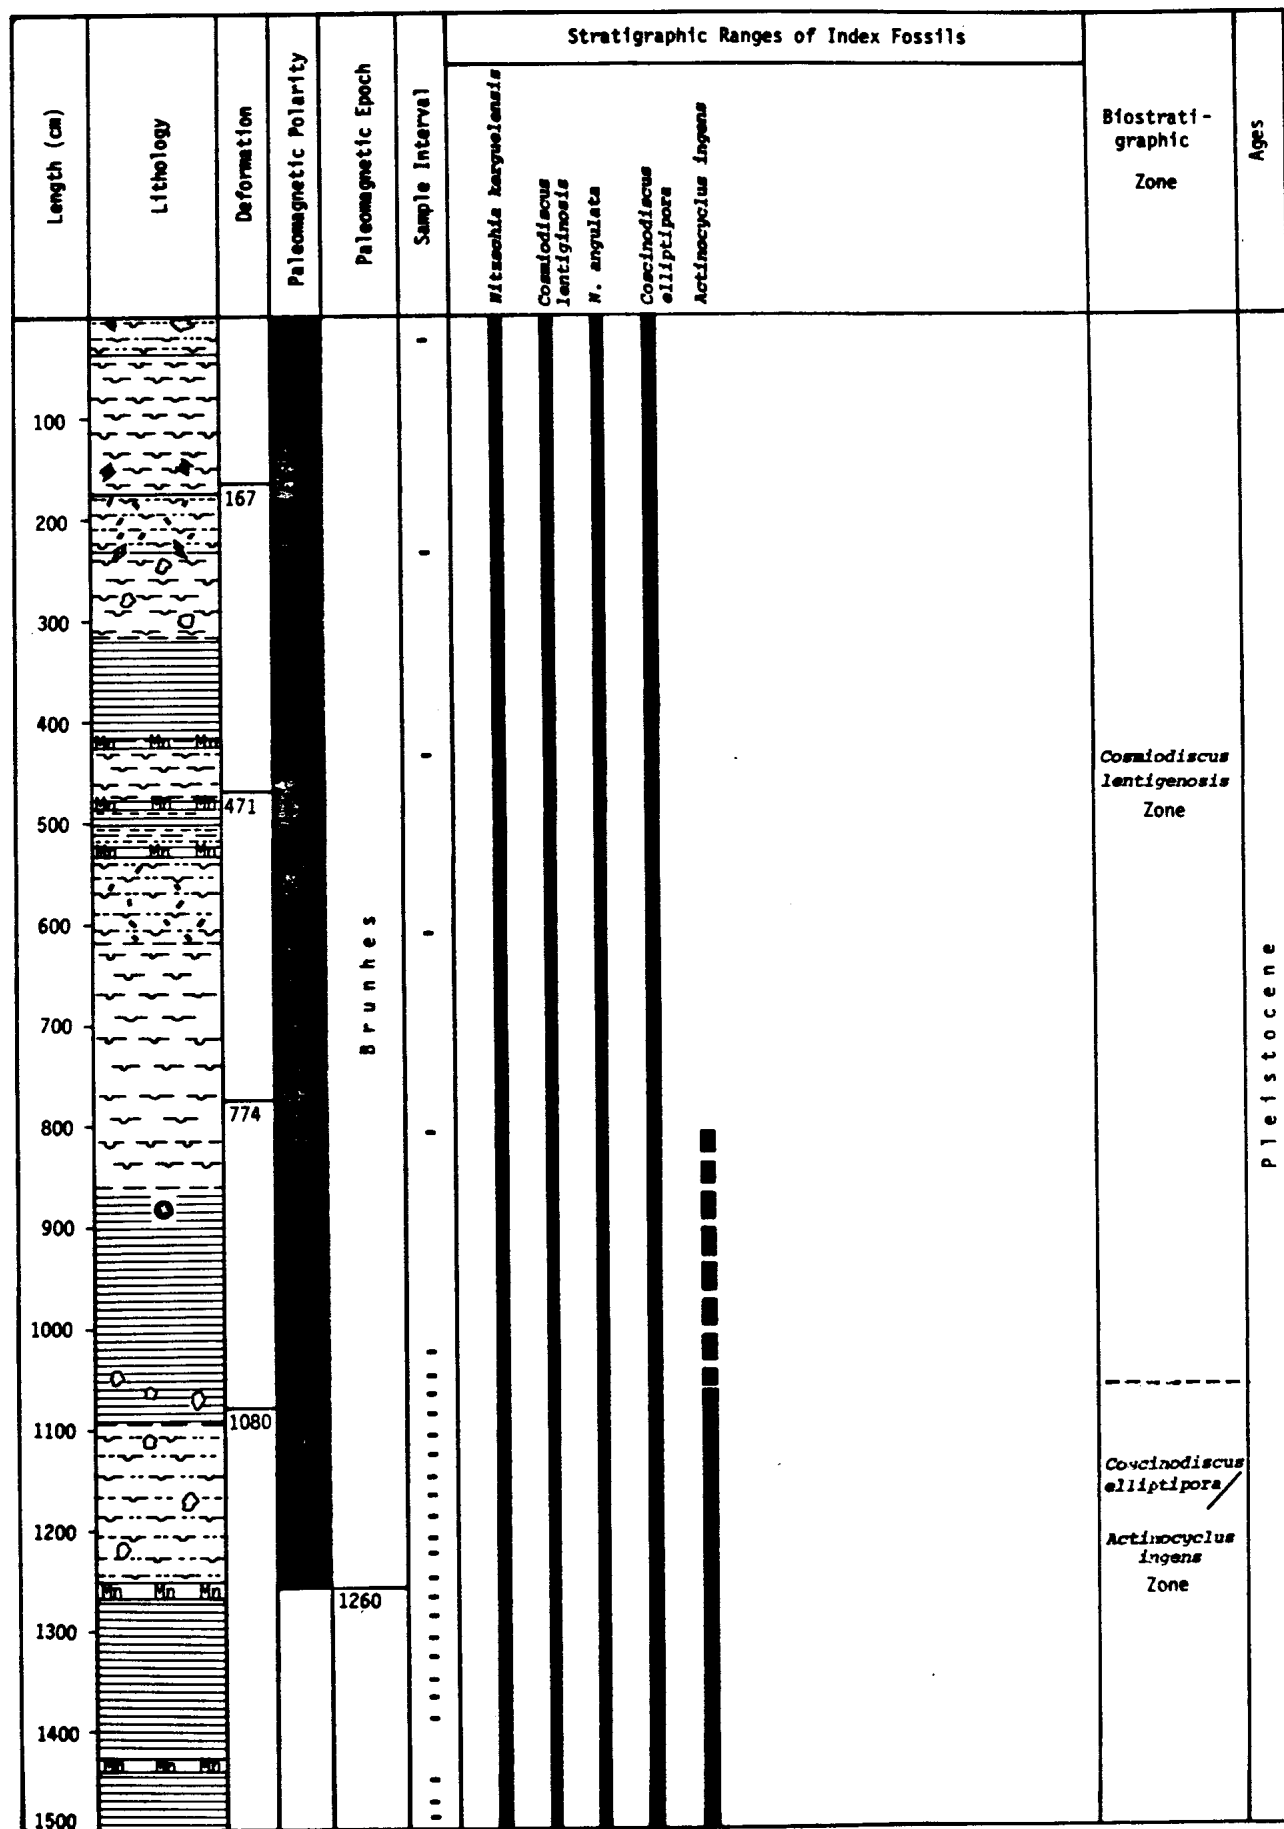 Stratigraphic Ranges of Index Fossils
Length (cm)
Lithology
Deformation
Paleomagnetic Polarity
Paleomagnetic Epoch
Sample Interval
Nitzschia kerguelensis
Cosmiodiscus
lentiginosis
N. angulata
Coscinodiscus
elliptipora
Actinocyclus ingens
Biostrati-
graphic
Zone
Ages
100
167
200
300
400
Mn Mn Mn
Cosmiodiscus
lentigenosis
Zone
471
Mn Mn Mn
500
Mn Mn Mn
600
Brunhes
Pleistocene
700
774
800
900
1000
1080
1100
Coscinodiscus
elliptipora/
1200
Actinocyclus
ingens
Zone
Mn Mn Mn
1260
1300
1400
Mn Mn Mn
1500